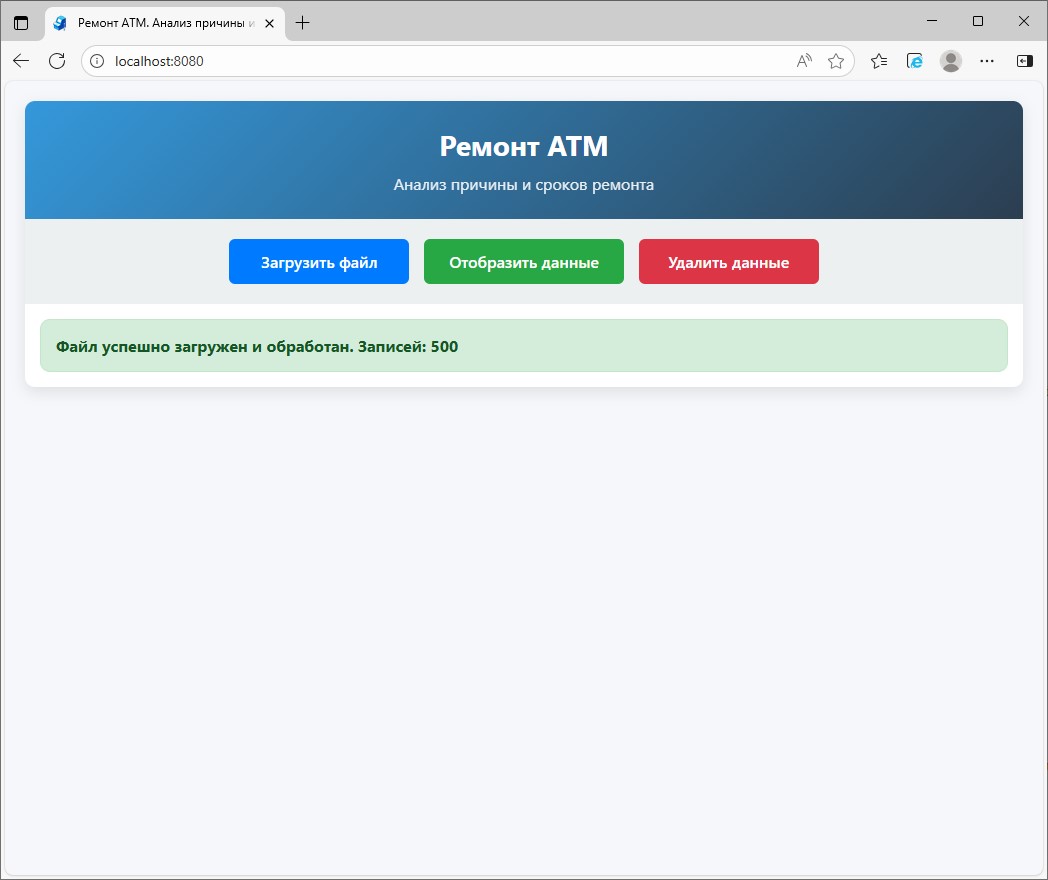 Ремонт АТМ. Анализ причины и
localhost:8080
Ремонт АТМ
Анализ причины и сроков ремонта
Загрузить файл
Отобразить данные
Удалить данные
Файл успешно загружен и обработан. Записей: 500